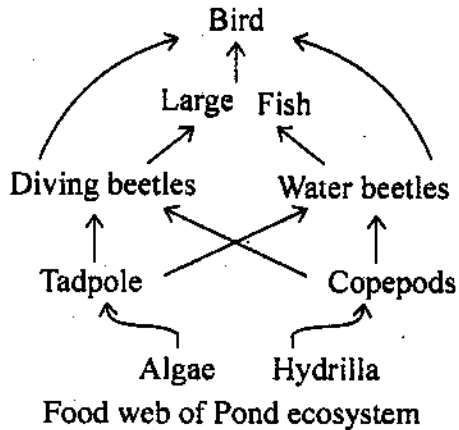 Bird
Large Fish
Diving beetles Water beetles
Tadpole Copepods
Algae Hydrilla
Food web of Pond ecosystem